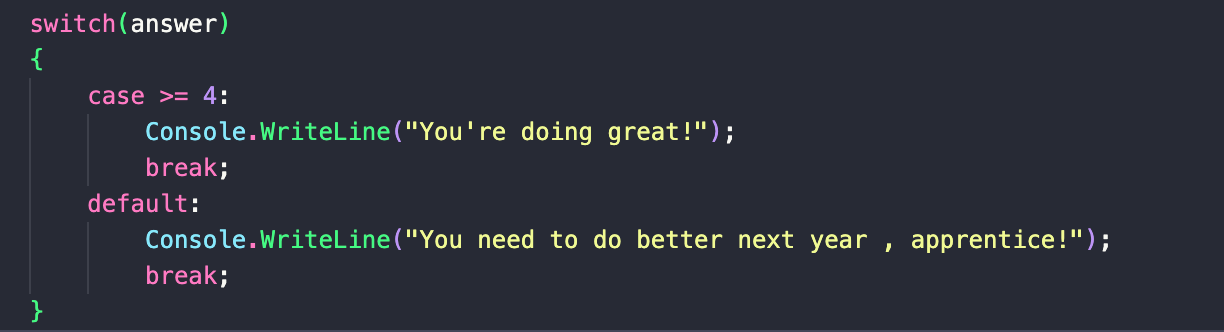 switch(answer)
{
    case >= 4:
        Console.WriteLine("You're doing great!");
        break;
    default:
        Console.WriteLine("You need to do better next year , apprentice!");
        break;
}